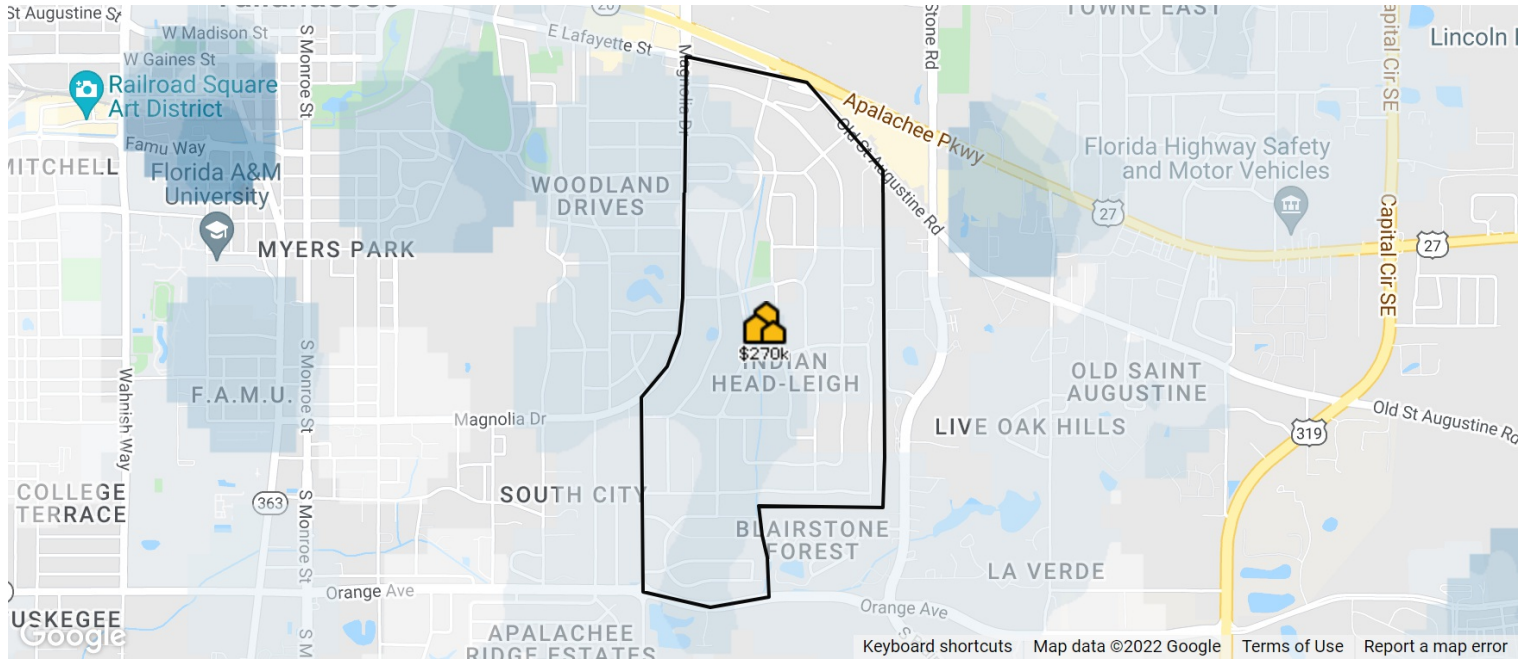 St Augustine St
W Madison St
W Gaines St
Railroad Square
Art District
Famu Way
MITCHELL
Florida A&M
University
MYERS PARK
S Monroe St
E Lafayette St
Magnolia Dr
WOODLAND
DRIVES
Apalachee Pkwy
Old St Augustine Rd
Stone Rd
TOWNE EAST
Capital Cir SE
Lincoln
Florida Highway Safety
and Motor Vehicles
27
27
Capital Cir SE
$270k
INDIAN
HEAD-LEIGH
OLD SAINT
AUGUSTINE
Old St Augustine Rd
319
LIVE OAK HILLS
F.A.M.U.
S Monroe St
Wahnish Way
Magnolia Dr
COLLEGE
TERRACE
363
SOUTH CITY
BLAIRSTONE
FOREST
LA VERDE
S Monroe St
Orange Ave
Orange Ave
USKEGEE
S M
APALACHEE
RIDGE ESTATES
Google
Keyboard shortcuts
Map data ©2022 Google
Terms of Use
Report a map error